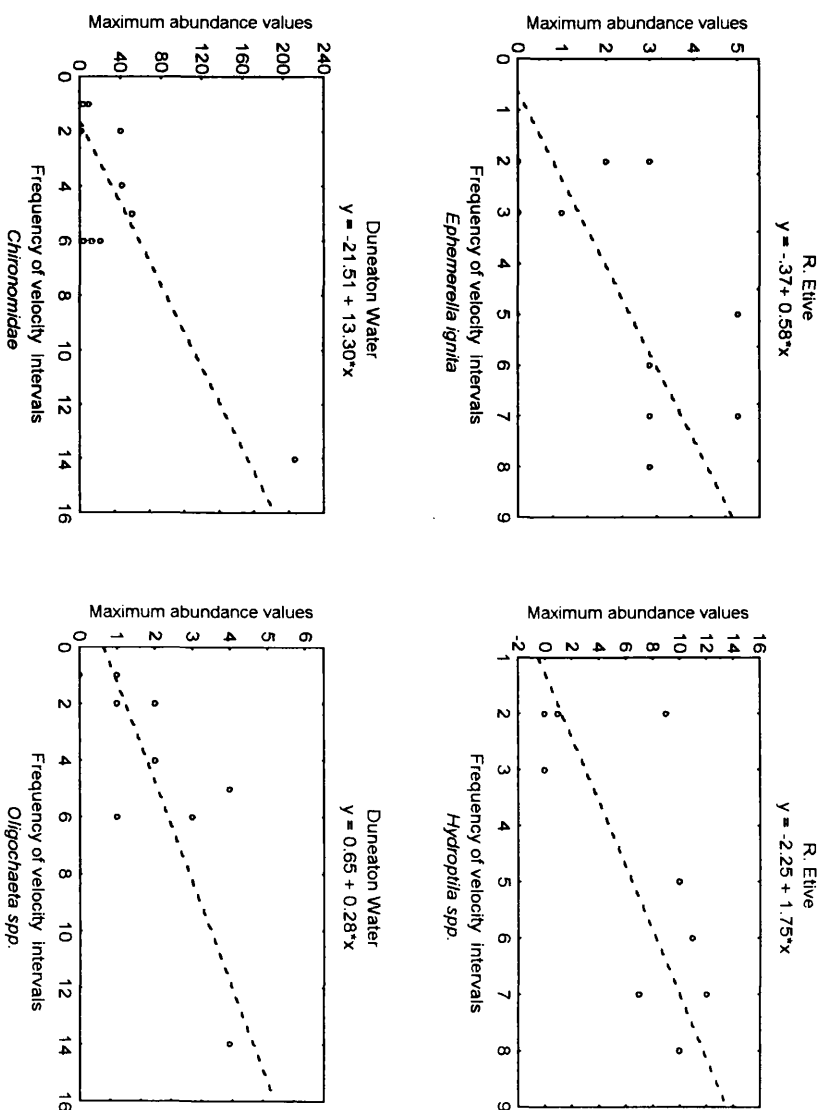 R. Etive
y = -.37+ 0.58*x
Maximum abundance values
5
4
3
2
1
0
0 1 2 3 4 5 6 7 8 9
Frequency of velocity intervals
Ephemerella ignita
R. Etive
y = -2.25 + 1.75*x
Maximum abundance values
16
14
12
10
8
6
4
2
0
-2
1 2 3 4 5 6 7 8 9
Frequency of velocity intervals
Hydroptila spp.
Duneaton Water
y = -21.51 + 13.30*x
Maximum abundance values
240
200
160
120
80
40
0
0 2 4 6 8 10 12 14 16
Frequency of velocity intervals
Chironomidae
Duneaton Water
y = 0.65 + 0.28*x
Maximum abundance values
6
5
4
3
2
1
0
0 2 4 6 8 10 12 14 16
Frequency of velocity intervals
Oligochaeta spp.